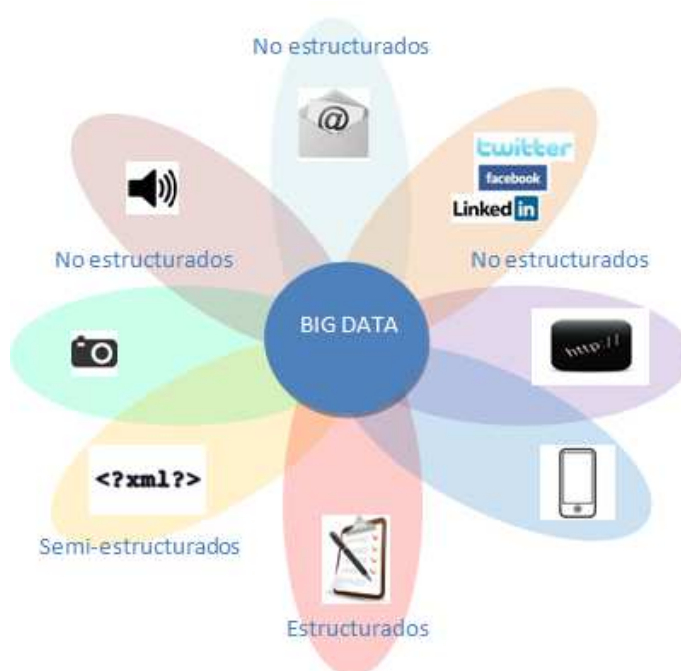 No estructurados
@
twitter
facebook
Linked in
No estructurados
No estructurados
BIG DATA
http://
<?xml?>
Semi-estructurados
Estructurados